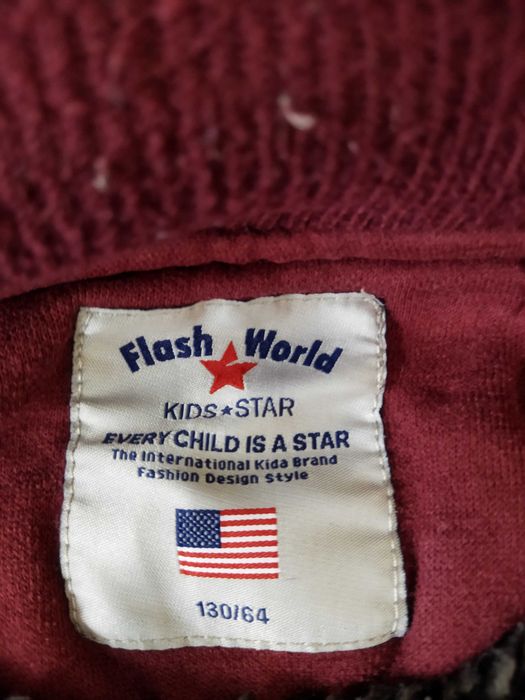 Flash World
KIDS★STAR
EVERY CHILD IS A STAR
The International Kida Brand
Fashion Design Style
130/64